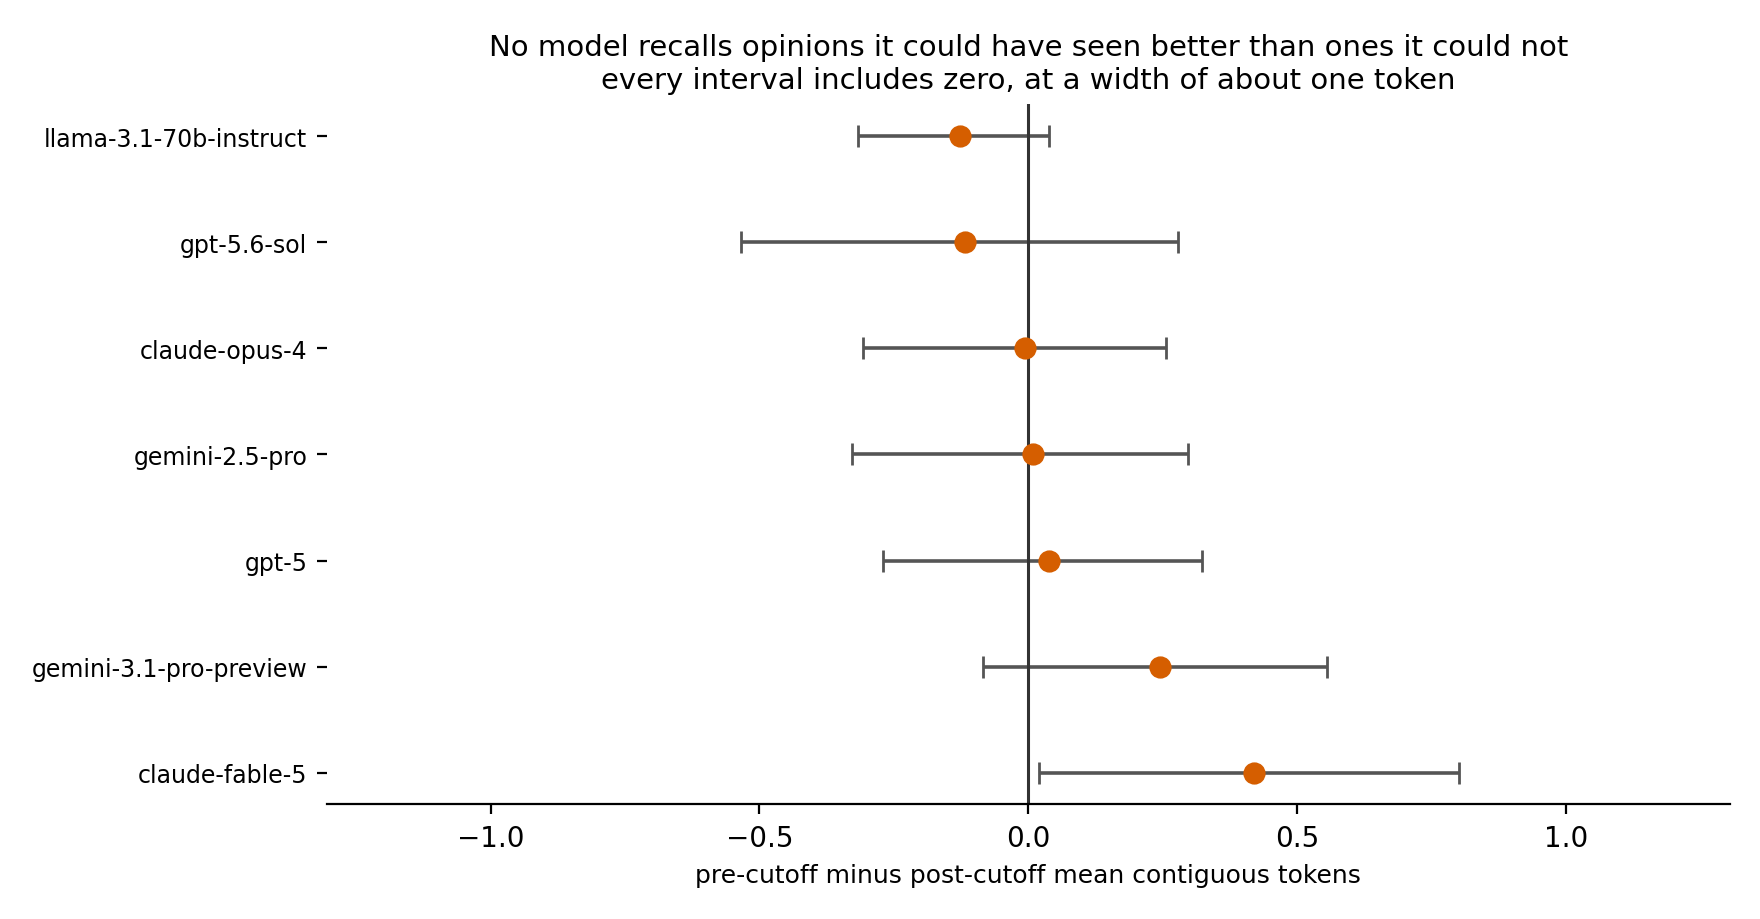 No model recalls opinions it could have seen better than ones it could not
every interval includes zero, at a width of about one token
llama-3.1-70b-instruct
gpt-5.6-sol
claude-opus-4
gemini-2.5-pro
gpt-5
gemini-3.1-pro-preview
claude-fable-5
−1.0 −0.5 0.0 0.5 1.0
pre-cutoff minus post-cutoff mean contiguous tokens